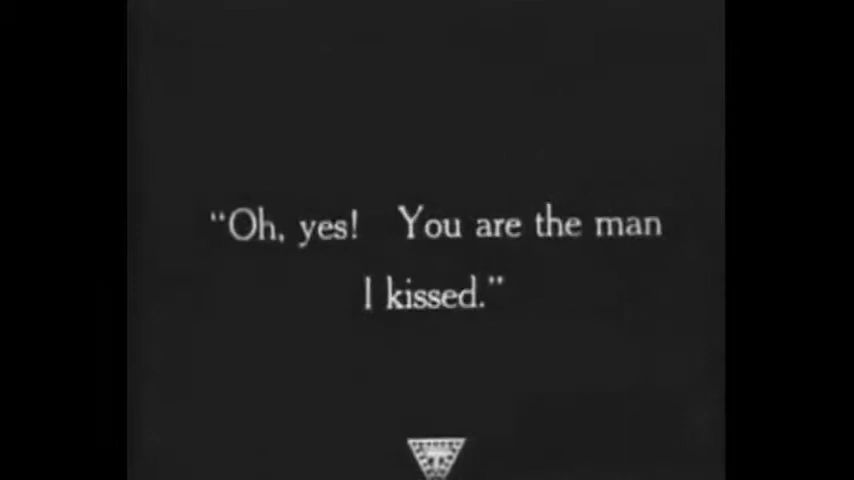 “Oh, yes! You are the man
I kissed.”